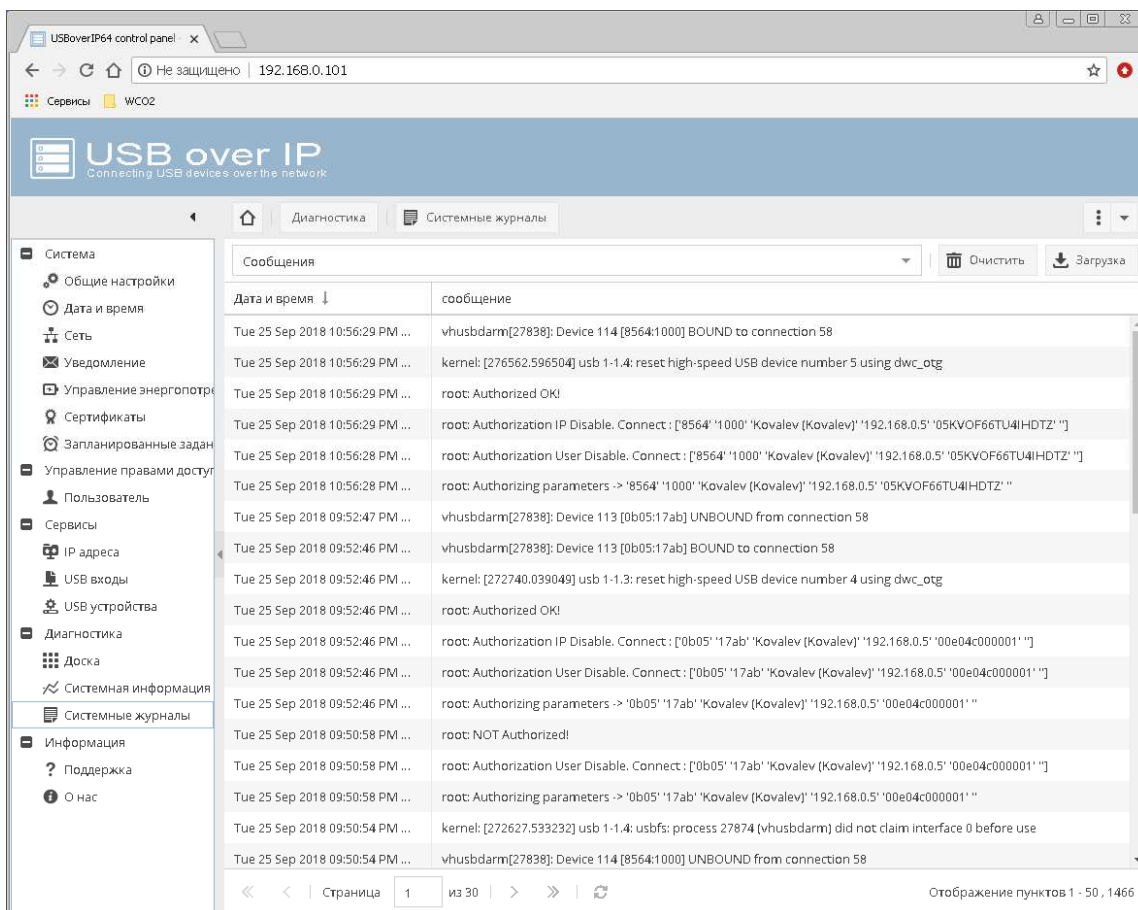 USBoverIP64 control panel -
Не защищено | 192.168.0.101
Сервисы WCO2
USB over IP
Connecting USB devices over the network
Диагностика Системные журналы
Система
Общие настройки
Дата и время
Сеть
Уведомление
Управление энергопотре
Сертификаты
Запланированные задан
Управление правами доступ
Пользователь
Сервисы
IP адреса
USB входы
USB устройства
Диагностика
Доска
Системная информация
Системные журналы
Информация
Поддержка
О нас
Сообщения Очистить Загрузка
Дата и время ↓ сообщение
Tue 25 Sep 2018 10:56:29 PM ... vhusbdarm[27838]: Device 114 [8564:1000] BOUND to connection 58
Tue 25 Sep 2018 10:56:29 PM ... kernel: [276562.596504] usb 1-1.4: reset high-speed USB device number 5 using dwc_otg
Tue 25 Sep 2018 10:56:29 PM ... root: Authorized OK!
Tue 25 Sep 2018 10:56:29 PM ... root: Authorization IP Disable. Connect : ['8564' '1000' 'Kovalev (Kovalev)' '192.168.0.5' '05KVOF66TU4IHDTZ' '']
Tue 25 Sep 2018 10:56:28 PM ... root: Authorization User Disable. Connect : ['8564' '1000' 'Kovalev (Kovalev)' '192.168.0.5' '05KVOF66TU4IHDTZ' '']
Tue 25 Sep 2018 10:56:28 PM ... root: Authorizing parameters -> '8564' '1000' 'Kovalev (Kovalev)' '192.168.0.5' '05KVOF66TU4IHDTZ' ''
Tue 25 Sep 2018 09:52:47 PM ... vhusbdarm[27838]: Device 113 [0b05:17ab] UNBOUND from connection 58
Tue 25 Sep 2018 09:52:46 PM ... vhusbdarm[27838]: Device 113 [0b05:17ab] BOUND to connection 58
Tue 25 Sep 2018 09:52:46 PM ... kernel: [272740.039049] usb 1-1.3: reset high-speed USB device number 4 using dwc_otg
Tue 25 Sep 2018 09:52:46 PM ... root: Authorized OK!
Tue 25 Sep 2018 09:52:46 PM ... root: Authorization IP Disable. Connect : ['0b05' '17ab' 'Kovalev (Kovalev)' '192.168.0.5' '00e04c000001' '']
Tue 25 Sep 2018 09:52:46 PM ... root: Authorization User Disable. Connect : ['0b05' '17ab' 'Kovalev (Kovalev)' '192.168.0.5' '00e04c000001' '']
Tue 25 Sep 2018 09:52:46 PM ... root: Authorizing parameters -> '0b05' '17ab' 'Kovalev (Kovalev)' '192.168.0.5' '00e04c000001' ''
Tue 25 Sep 2018 09:50:58 PM ... root: NOT Authorized!
Tue 25 Sep 2018 09:50:58 PM ... root: Authorization User Disable. Connect : ['0b05' '17ab' 'Kovalev (Kovalev)' '192.168.0.5' '00e04c000001' '']
Tue 25 Sep 2018 09:50:58 PM ... root: Authorizing parameters -> '0b05' '17ab' 'Kovalev (Kovalev)' '192.168.0.5' '00e04c000001' ''
Tue 25 Sep 2018 09:50:54 PM ... kernel: [272627.533232] usb 1-1.4: usbfs: process 27874 (vhusbdarm) did not claim interface 0 before use
Tue 25 Sep 2018 09:50:54 PM ... vhusbdarm[27838]: Device 114 [8564:1000] UNBOUND from connection 58
Страница 1 из 30 Отображение пунктов 1 - 50 , 1466